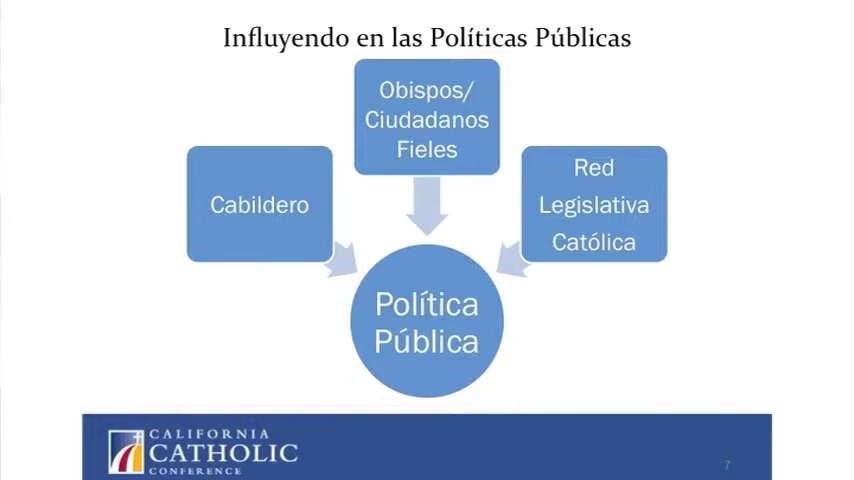 Influyendo en las Políticas Públicas
Obispos/
Ciudadanos
Fieles
Cabildero
Red
Legislativa
Católica
Política
Pública
CALIFORNIA
CATHOLIC
CONFERENCE
7